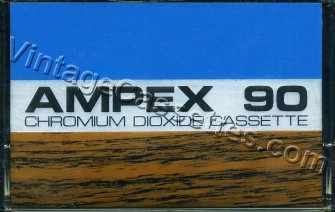 AMPEX 90
CHROMIUM DIOXIDE CASSETTE
VintageCassettes.com